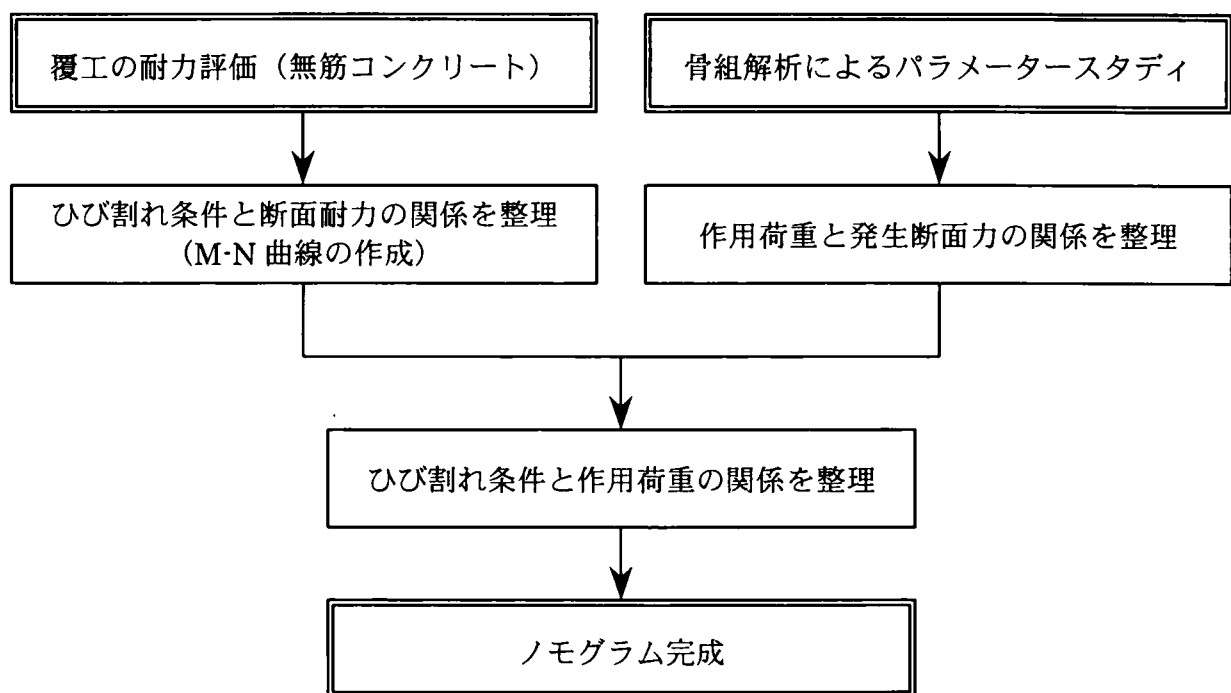 覆工の耐力評価（無筋コンクリート）
骨組解析によるパラメータースタディ
ひび割れ条件と断面耐力の関係を整理
（M-N 曲線の作成）
作用荷重と発生断面力の関係を整理
ひび割れ条件と作用荷重の関係を整理
ノモグラム完成